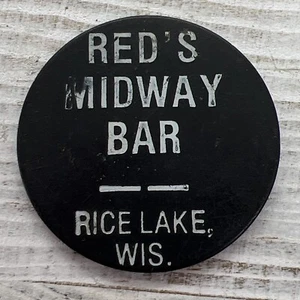 RED'S
MIDWAY
BAR
RICE LAKE,
WIS.